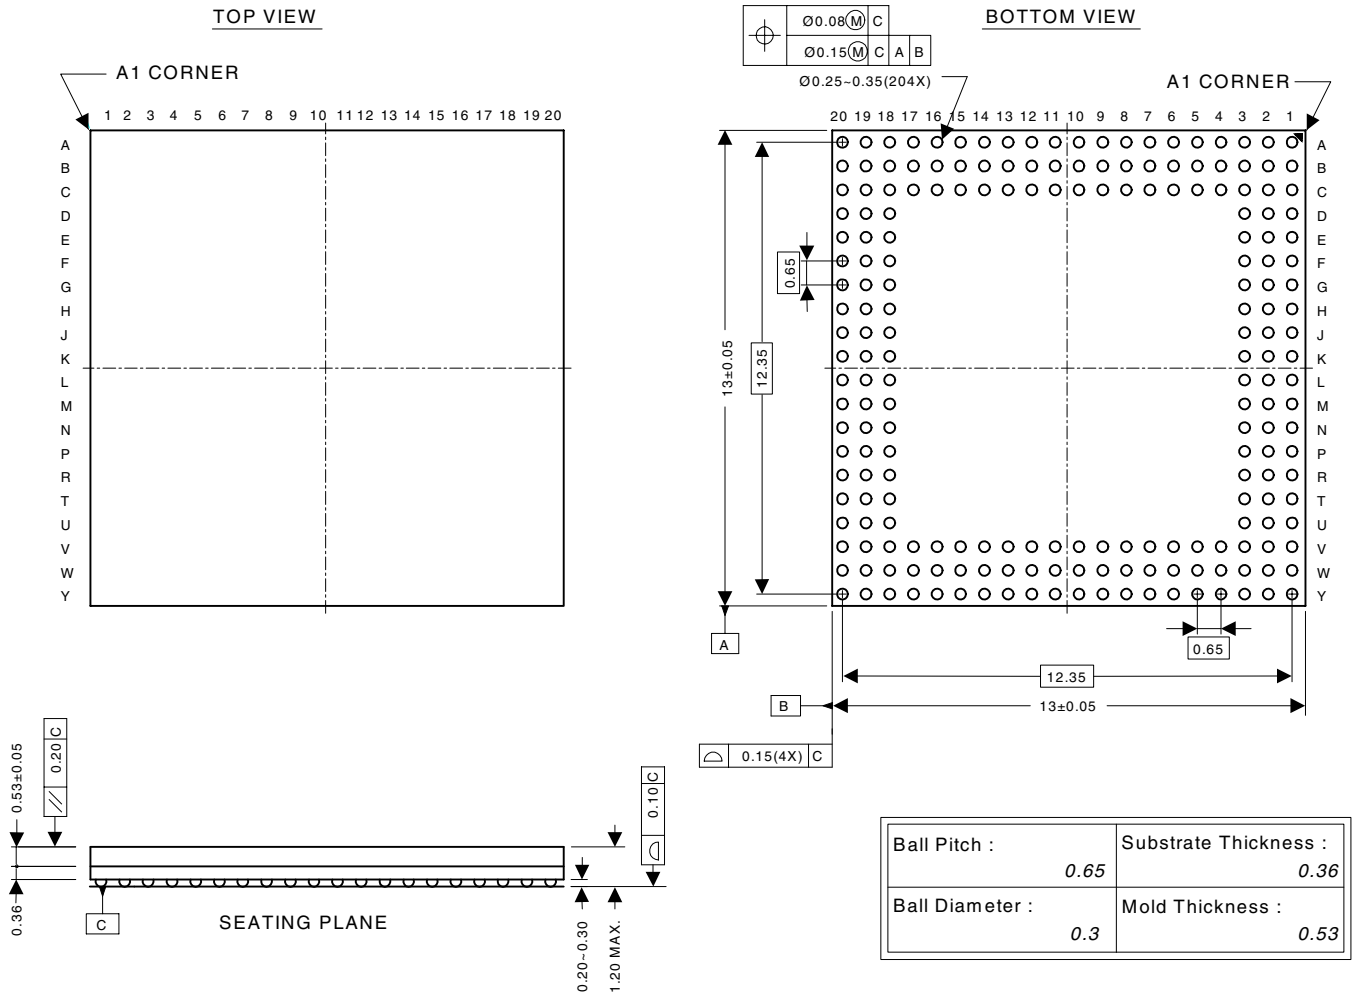 TOP VIEW
A1 CORNER
1 2 3 4 5 6 7 8 9 10 11 12 13 14 15 16 17 18 19 20
A
B
C
D
E
F
G
H
J
K
L
M
N
P
R
T
U
V
W
Y
BOTTOM VIEW
Ø0.08 M C
Ø0.15 M C A B
Ø0.25~0.35(204X)
A1 CORNER
20 19 18 17 16 15 14 13 12 11 10 9 8 7 6 5 4 3 2 1
A
B
C
D
E
F
G
H
J
K
L
M
N
P
R
T
U
V
W
Y
0.65
13±0.05
12.35
A
0.65
12.35
B
13±0.05
0.15(4X) C
0.53±0.05
0.20 C
0.10 C
0.36
C
SEATING PLANE
0.20~0.30
1.20 MAX.
Ball Pitch :
0.65
Substrate Thickness :
0.36
Ball Diameter :
0.3
Mold Thickness :
0.53